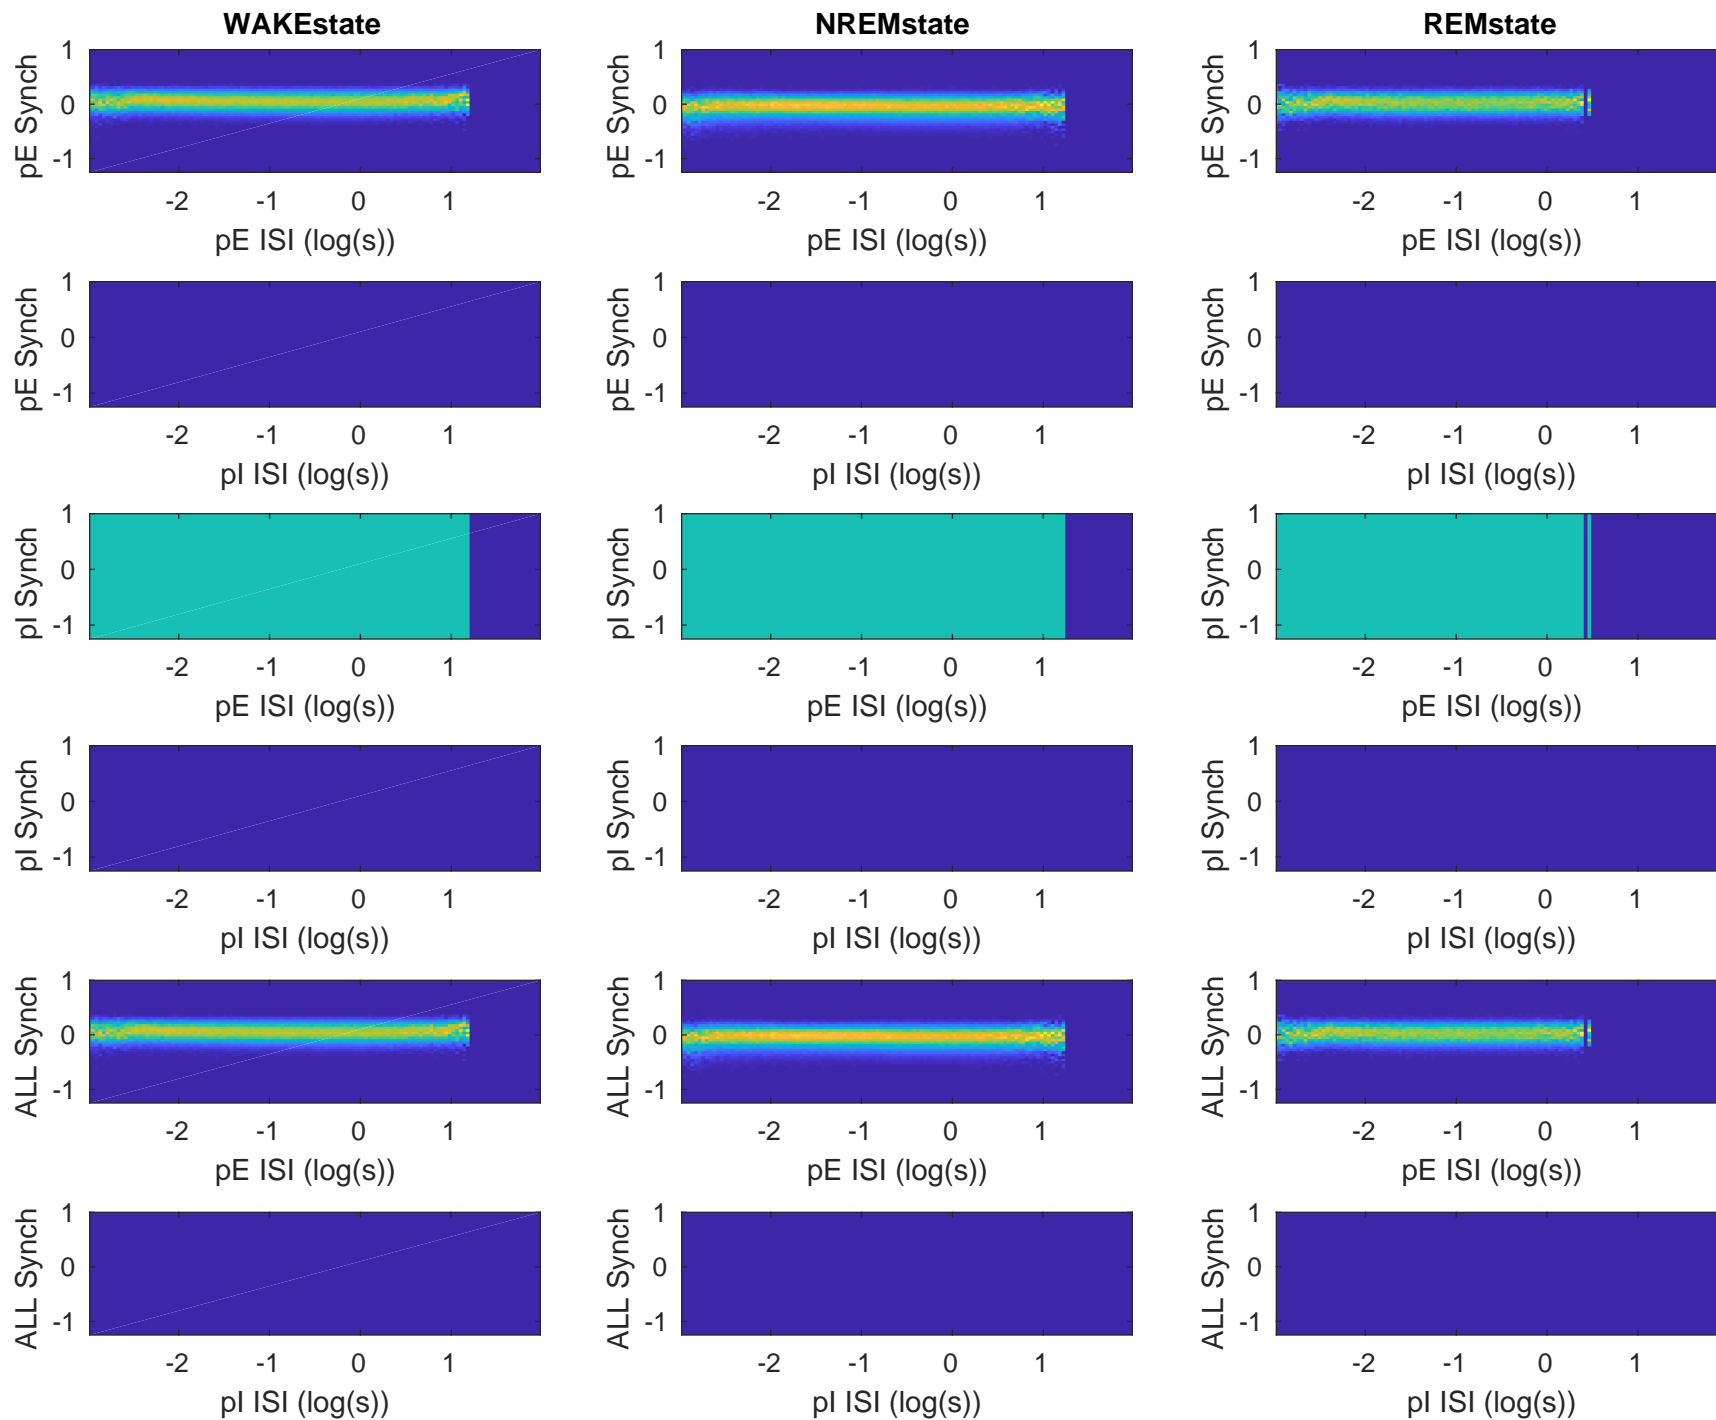 WAKEstate NREMstate REMstate
1 1 1
pE Synch 0 pE Synch 0 pE Synch 0
-1 -1 -1
-2 -1 0 1 -2 -1 0 1 -2 -1 0 1
pE ISI (log(s)) pE ISI (log(s)) pE ISI (log(s))
1 1 1
pE Synch 0 pE Synch 0 pE Synch 0
-1 -1 -1
-2 -1 0 1 -2 -1 0 1 -2 -1 0 1
pI ISI (log(s)) pI ISI (log(s)) pI ISI (log(s))
1 1 1
pI Synch 0 pI Synch 0 pI Synch 0
-1 -1 -1
-2 -1 0 1 -2 -1 0 1 -2 -1 0 1
pE ISI (log(s)) pE ISI (log(s)) pE ISI (log(s))
1 1 1
pI Synch 0 pI Synch 0 pI Synch 0
-1 -1 -1
-2 -1 0 1 -2 -1 0 1 -2 -1 0 1
pI ISI (log(s)) pI ISI (log(s)) pI ISI (log(s))
1 1 1
ALL Synch 0 ALL Synch 0 ALL Synch 0
-1 -1 -1
-2 -1 0 1 -2 -1 0 1 -2 -1 0 1
pE ISI (log(s)) pE ISI (log(s)) pE ISI (log(s))
1 1 1
ALL Synch 0 ALL Synch 0 ALL Synch 0
-1 -1 -1
-2 -1 0 1 -2 -1 0 1 -2 -1 0 1
pI ISI (log(s)) pI ISI (log(s)) pI ISI (log(s))